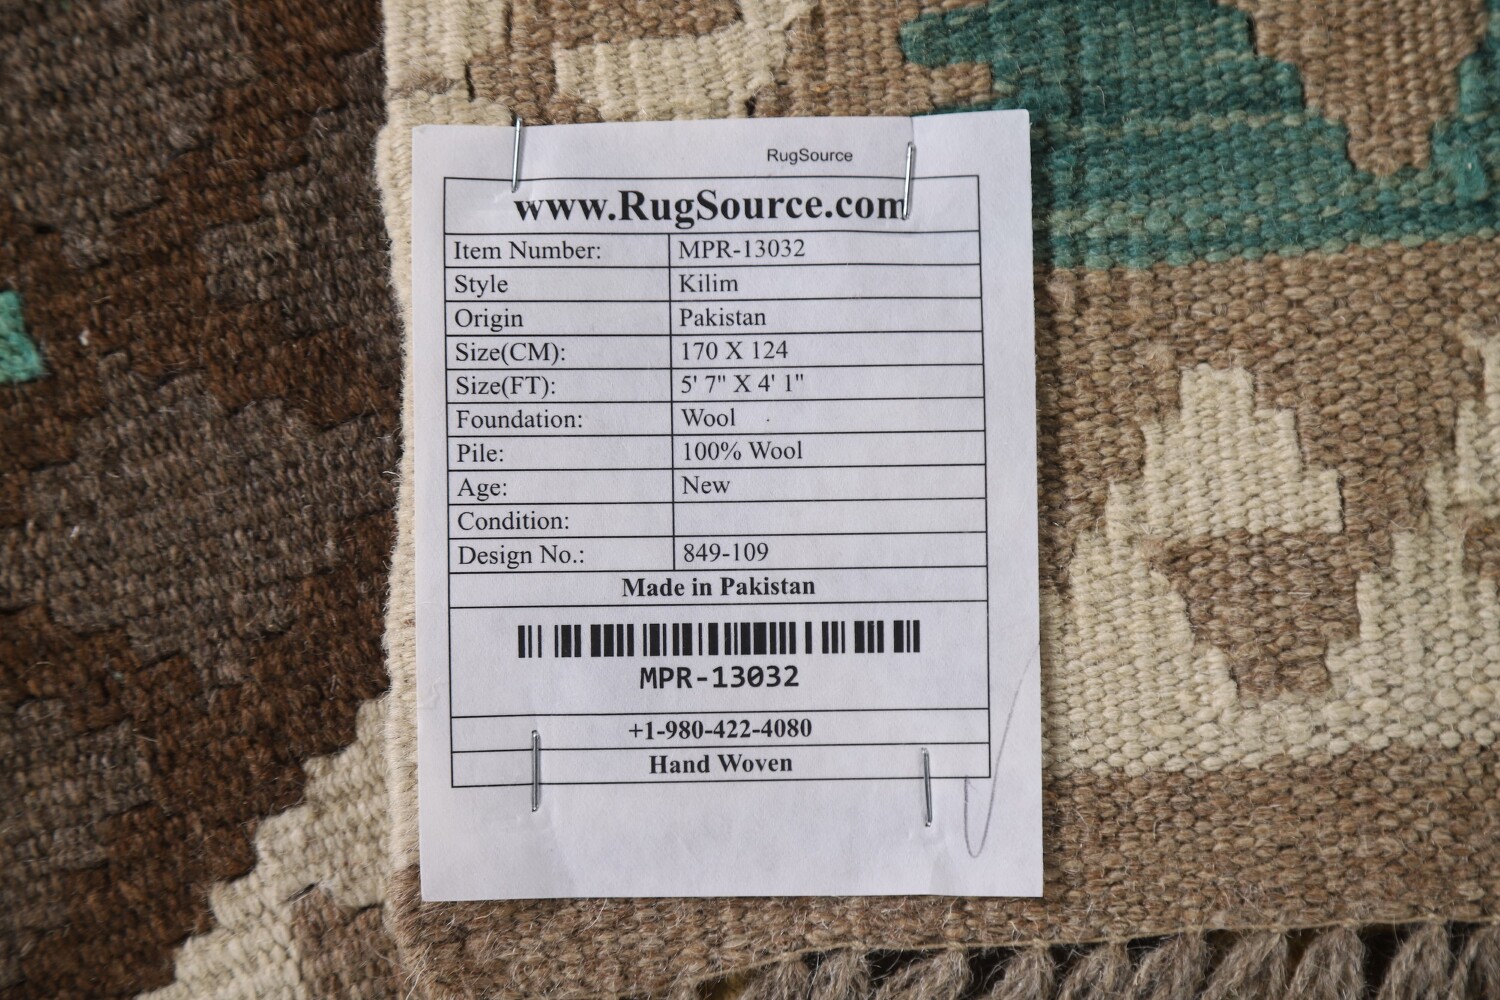 RugSource
www.RugSource.com
Item Number: MPR-13032
Style Kilim
Origin Pakistan
Size(CM): 170 X 124
Size(FT): 5' 7" X 4' 1"
Foundation: Wool
Pile: 100% Wool
Age: New
Condition:
Design No.: 849-109
Made in Pakistan
MPR-13032
+1-980-422-4080
Hand Woven